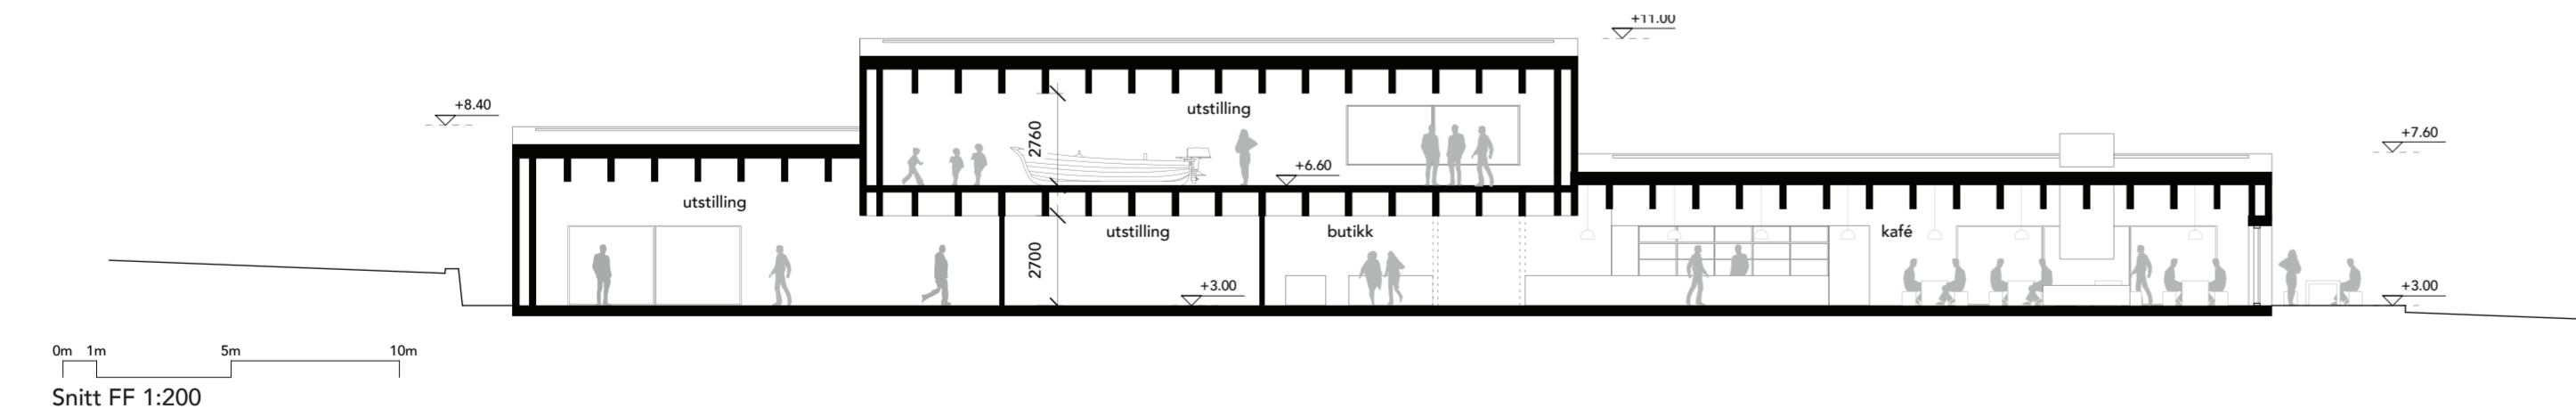 +11.00
+8.40
utstilling
+7.60
2760
+6.60
utstilling
utstilling
butikk
kafé
2700
+3.00
+3.00
0m 1m 5m 10m
Snitt FF 1:200